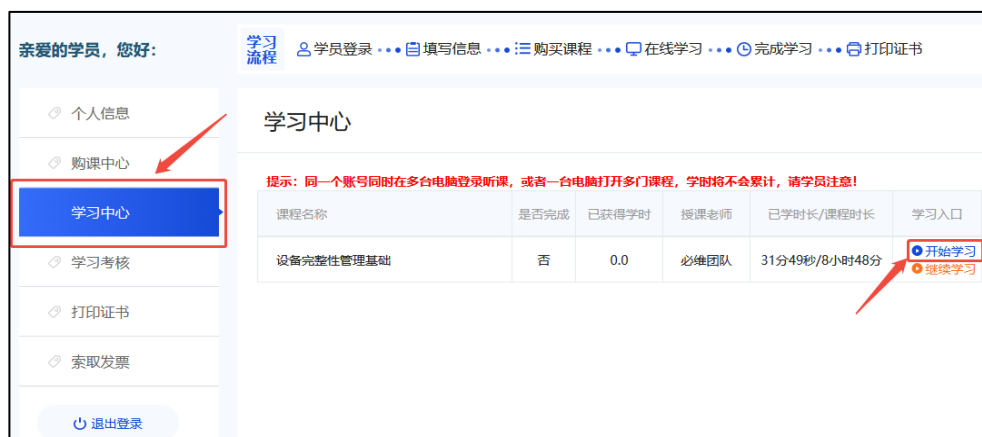 亲爱的学员，您好：
学习流程
学员登录 ••• 填写信息 ••• 购买课程 ••• 在线学习 ••• 完成学习 ••• 打印证书
个人信息
购课中心
学习中心
学习考核
打印证书
索取发票
退出登录
学习中心
提示：同一个账号同时在多台电脑登录听课，或者一台电脑打开多门课程，学时将不会累计，请学员注意！
课程名称 是否完成 已获得学时 授课老师 已学时长/课程时长 学习入口
设备完整性管理基础 否 0.0 必维团队 31分49秒/8小时48分 开始学习
继续学习